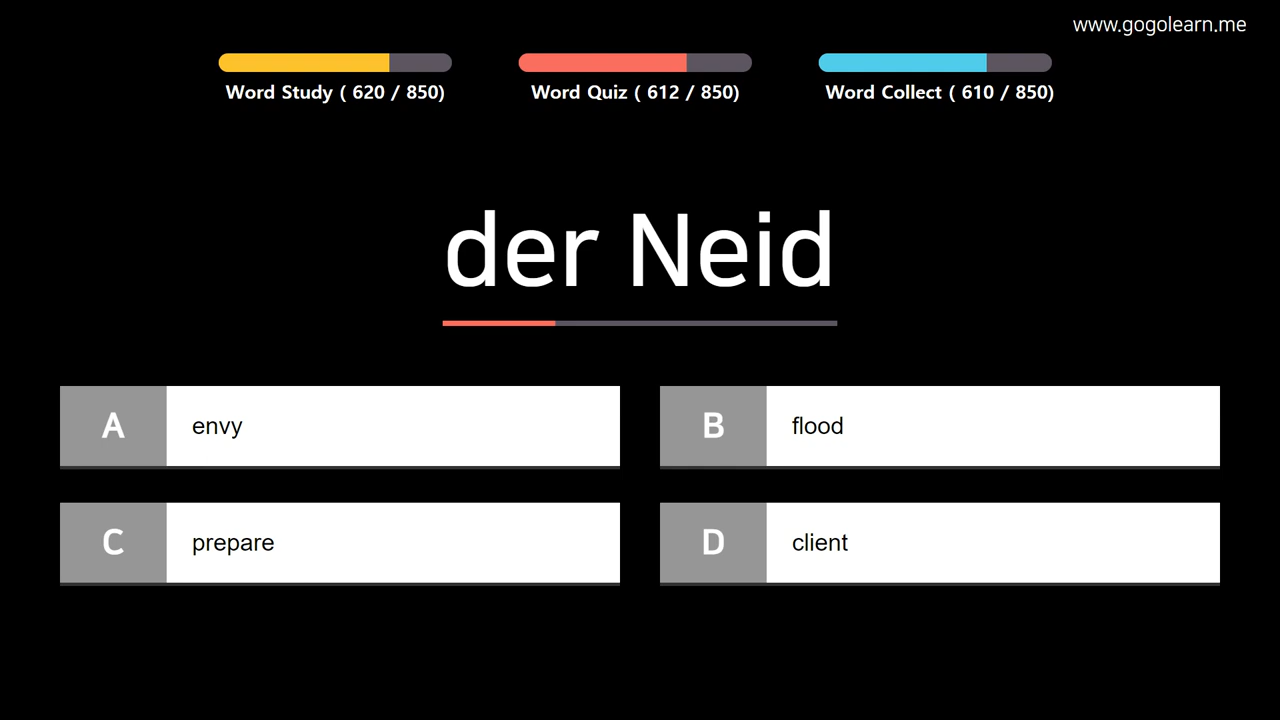 www.gogolearn.me
Word Study ( 620 / 850)
Word Quiz ( 612 / 850)
Word Collect ( 610 / 850)
der Neid
A envy
B flood
C prepare
D client